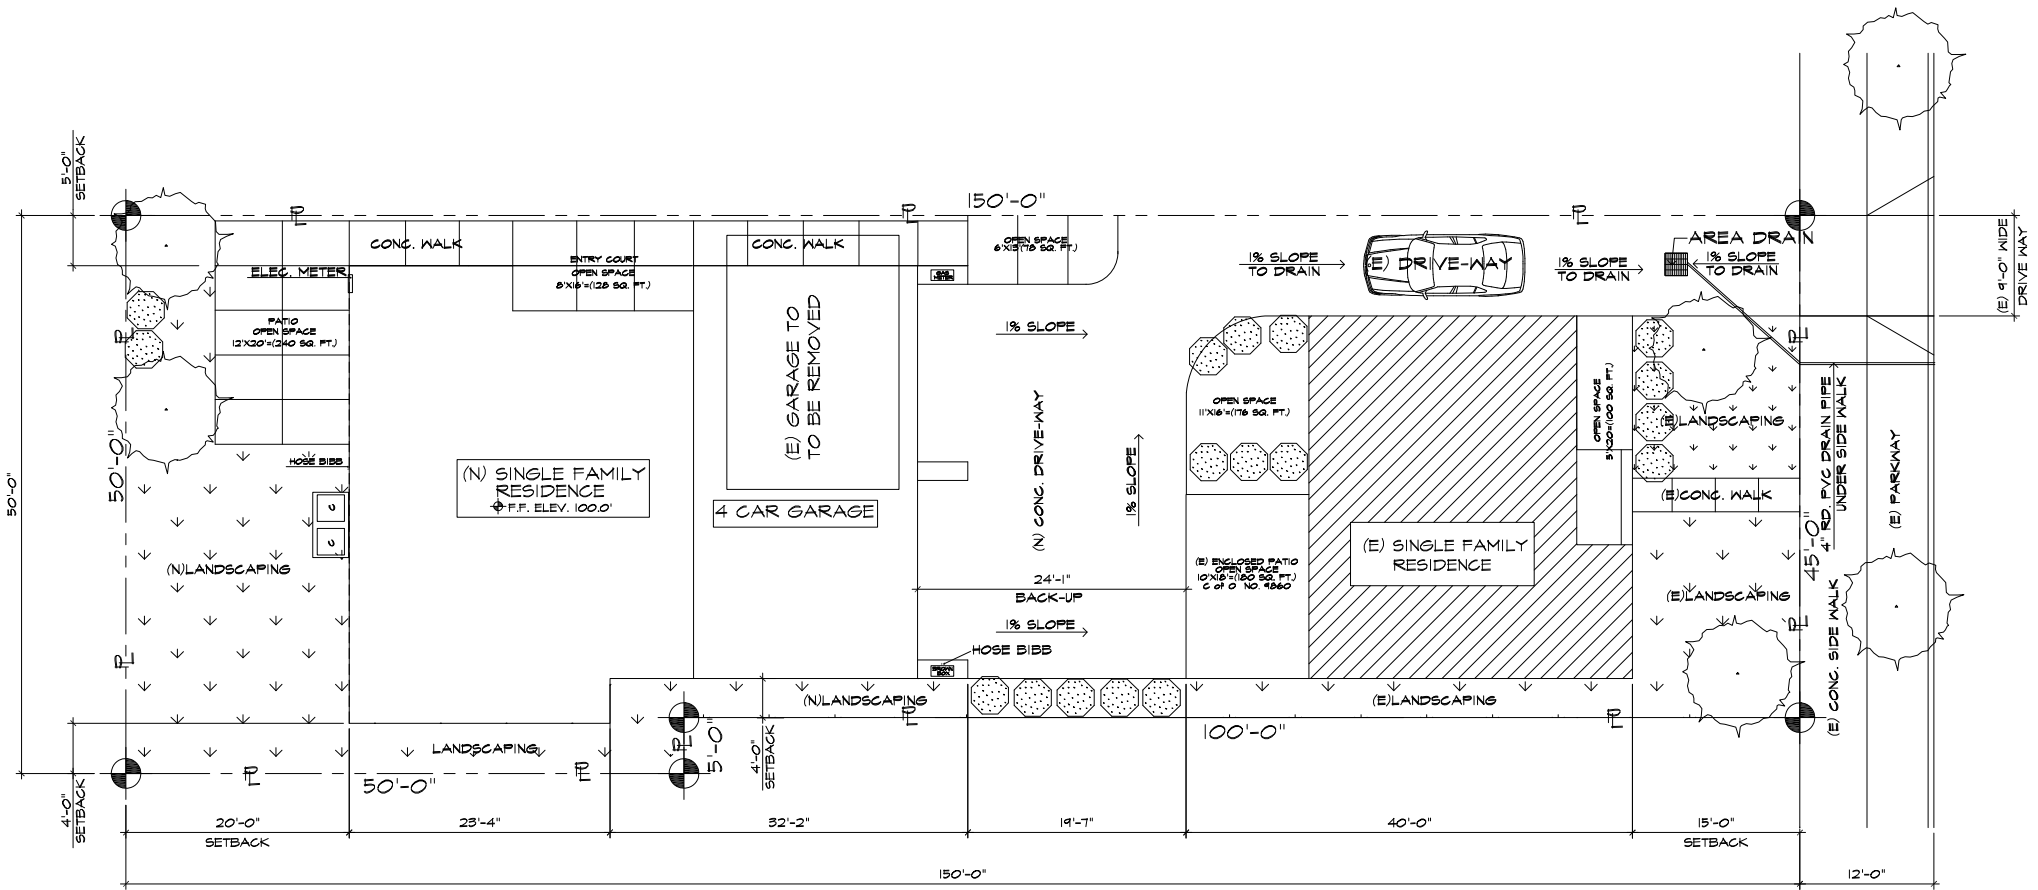 150'-0"
5'-0"
SETBACK
PL
PL
PL
CONC. WALK
CONC. WALK
OPEN SPACE
6'X13'(78 SQ. FT.)
ENTRY COURT
OPEN SPACE
8'X16'=(128 SQ. FT.)
ELEC. METER
GAS
METER
1% SLOPE
TO DRAIN
(E) DRIVE-WAY
1% SLOPE
TO DRAIN
AREA DRAIN
1% SLOPE
TO DRAIN
(E) 9'-0" WIDE
DRIVE WAY
PATIO
OPEN SPACE
12'X20'=(240 SQ. FT.)
PL
(E) GARAGE TO
TO BE REMOVED
1% SLOPE
PL
OPEN SPACE
11'X16'=(176 SQ. FT.)
OPEN SPACE
5'X20'=(100 SQ. FT.)
(E)LANDSCAPING
50'-0"
50'-0"
HOSE BIBB
(N) SINGLE FAMILY
RESIDENCE
F.F. ELEV. 100.0'
4 CAR GARAGE
(N) CONC. DRIVE-WAY
1% SLOPE
(E)CONC. WALK
4" RD. PVC DRAIN PIPE
UNDER SIDE WALK
(E) PARKWAY
C
C
(N)LANDSCAPING
(E) ENCLOSED PATIO
OPEN SPACE
10'X18'=(180 SQ. FT.)
C of O NO. 9860
(E) SINGLE FAMILY
RESIDENCE
45'-0"
24'-1"
BACK-UP
(E)LANDSCAPING
1% SLOPE
PL
PL
HOSE BIBB
BOX
(E) CONC. SIDE WALK
(N)LANDSCAPING
PL
(E)LANDSCAPING
PL
100'-0"
LANDSCAPING
PL
5'-0"
4'-0"
SETBACK
PL
50'-0"
PL
4'-0"
SETBACK
20'-0"
SETBACK
23'-4"
32'-2"
19'-7"
40'-0"
15'-0"
SETBACK
150'-0"
12'-0"